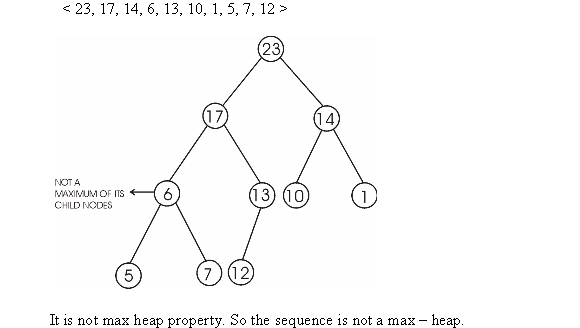 < 23, 17, 14, 6, 13, 10, 1, 5, 7, 12 >
23
17
14
NOT A
MAXIMUM OF ITS
CHILD NODES
6
13
10
1
5
7
12
It is not max heap property. So the sequence is not a max – heap.